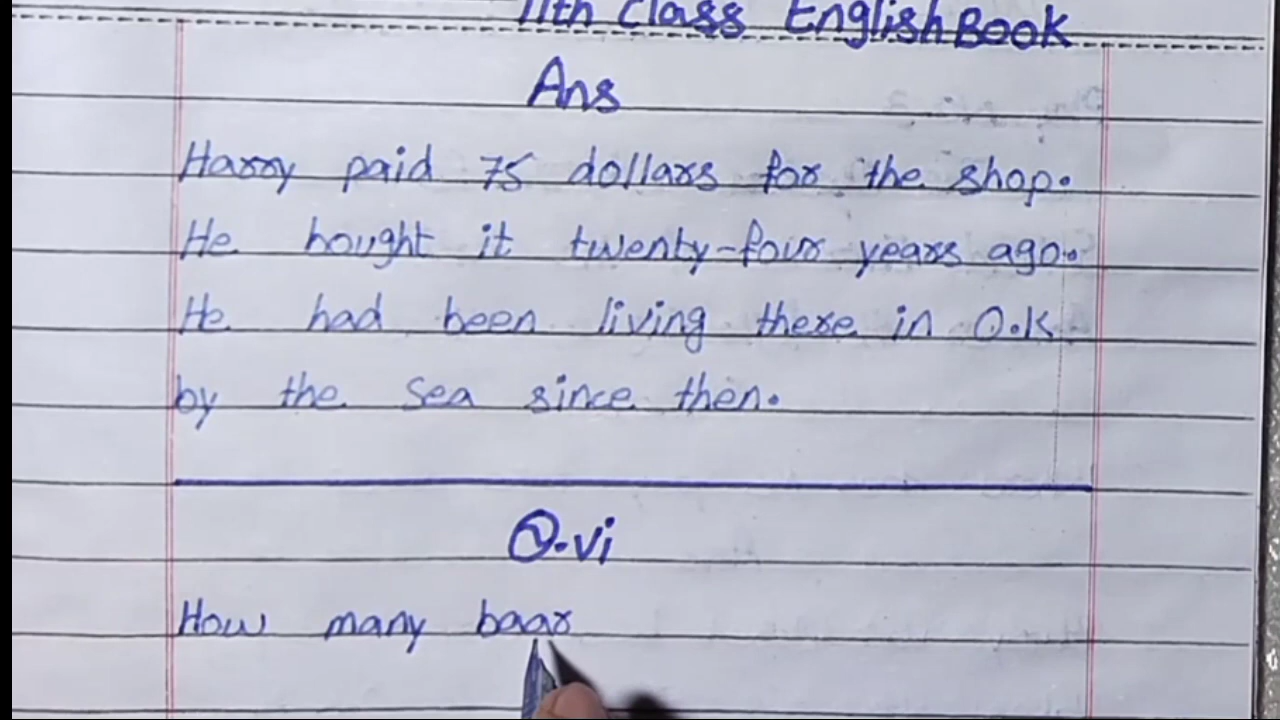 11th Class English Book
Ans
Harry paid 75 dollars for the shop.
He bought it twenty-four years ago.
He had been living there in O.K
by the sea since then.
Q.vi
How many baar